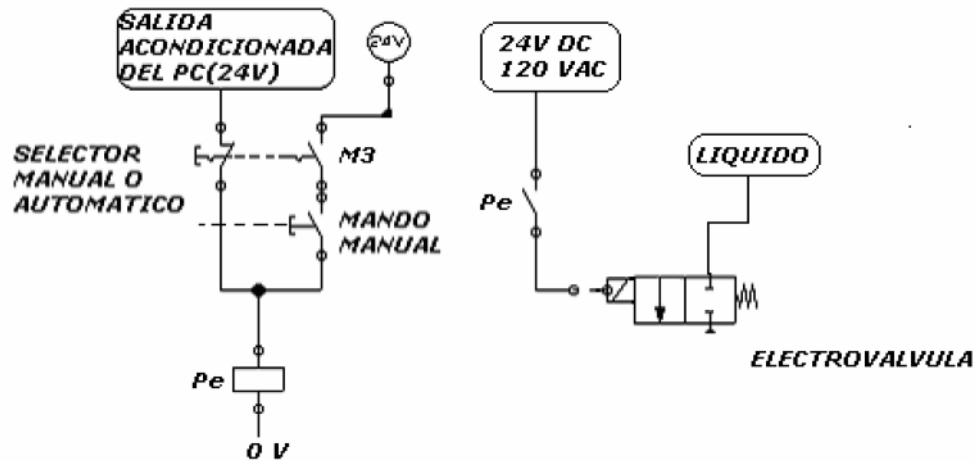 SALIDA
ACONDICIONADA
DEL PC(24V)
24V
24V DC
120 VAC
SELECTOR
MANUAL O
AUTOMATICO
M3
MANDO
MANUAL
Pe
LIQUIDO
Pe
0 V
ELECTROVALVULA